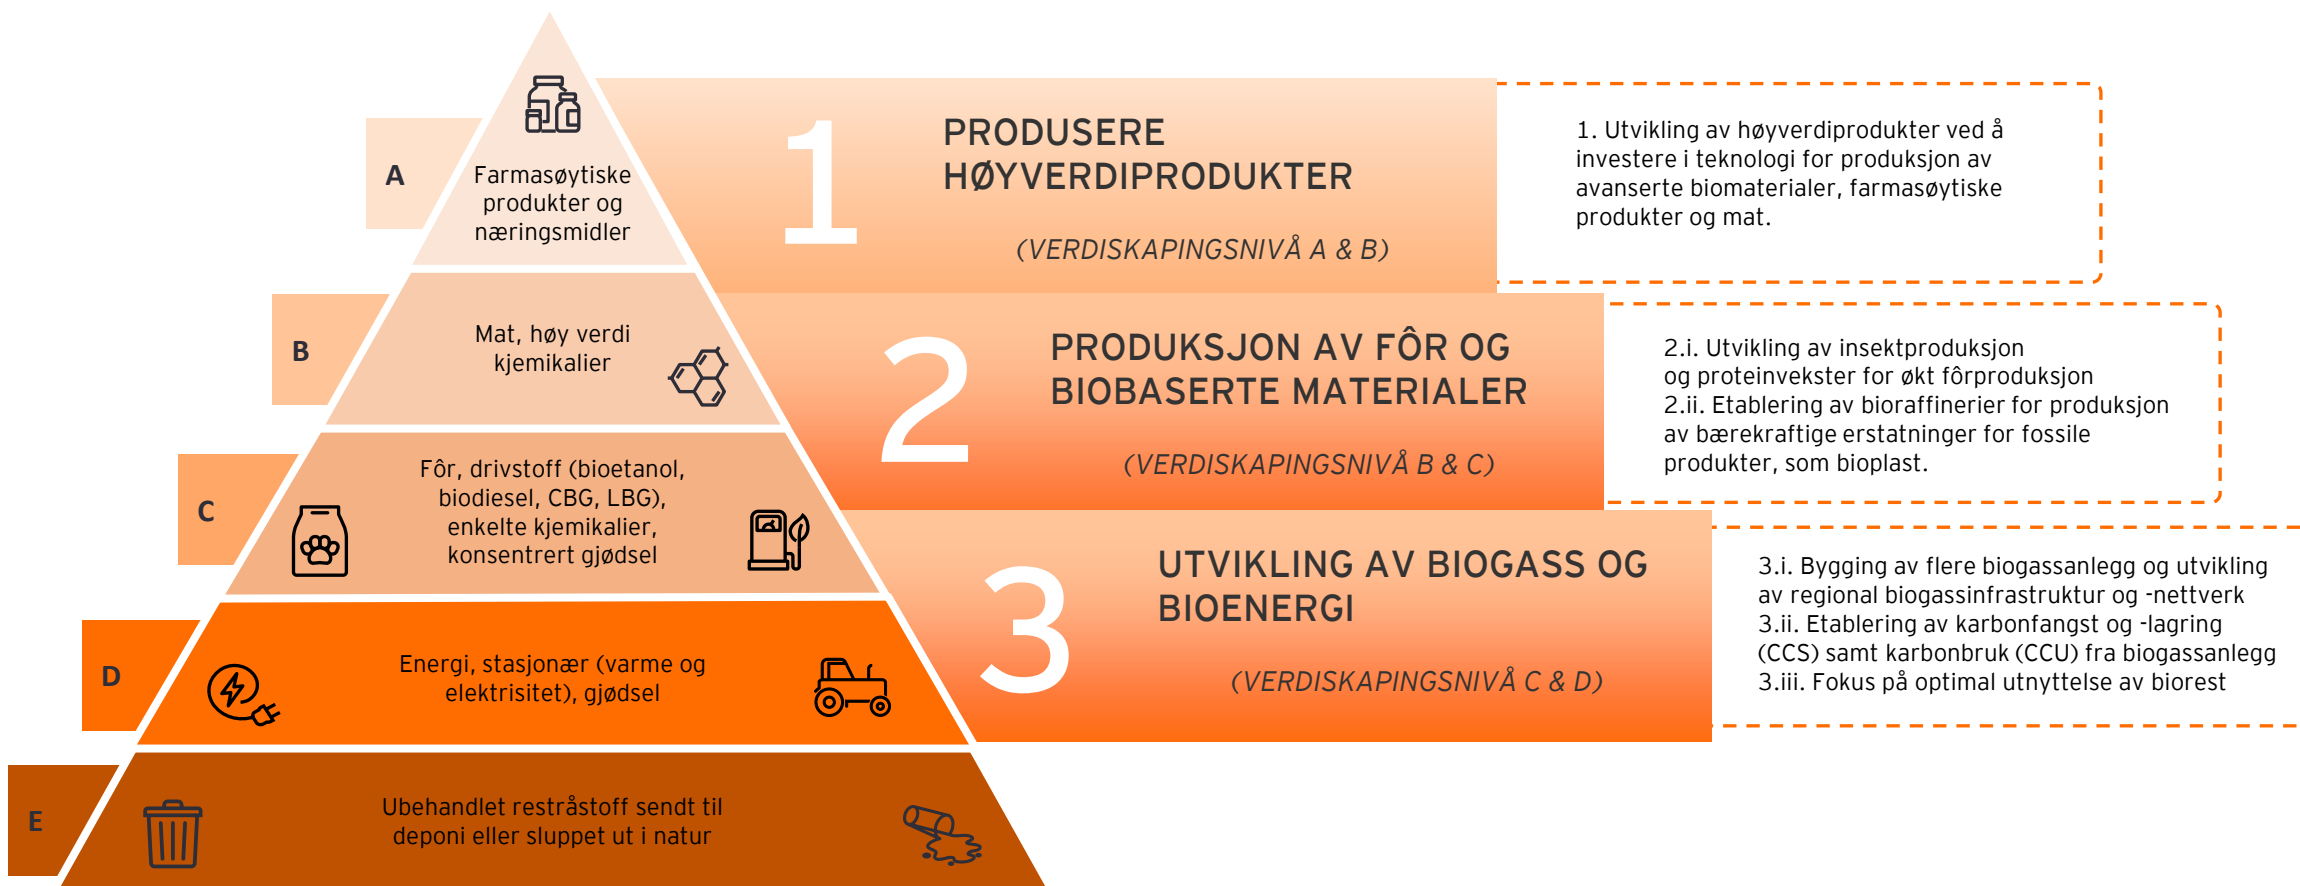 A
Farmasøytiske
produkter og
næringsmidler
1
PRODUSERE
HØYVERDIPRODUKTER
(VERDISKAPINGSNIVÅ A & B)
1. Utvikling av høyverdiprodukter ved å
investere i teknologi for produksjon av
avanserte biomaterialer, farmasøytiske
produkter og mat.
B
Mat, høy verdi
kjemikalier
2
PRODUKSJON AV FÔR OG
BIOBASERTE MATERIALER
(VERDISKAPINGSNIVÅ B & C)
2.i. Utvikling av insektproduksjon
og proteinvekster for økt fôrproduksjon
2.ii. Etablering av bioraffinerier for produksjon
av bærekraftige erstatninger for fossile
produkter, som bioplast.
C
Fôr, drivstoff (bioetanol,
biodiesel, CBG, LBG),
enkelte kjemikalier,
konsentrert gjødsel
3
UTVIKLING AV BIOGASS OG
BIOENERGI
(VERDISKAPINGSNIVÅ C & D)
3.i. Bygging av flere biogassanlegg og utvikling
av regional biogassinfrastruktur og -nettverk
3.ii. Etablering av karbonfangst og -lagring
(CCS) samt karbonbruk (CCU) fra biogassanlegg
3.iii. Fokus på optimal utnyttelse av biorest
D
Energi, stasjonær (varme og
elektrisitet), gjødsel
E
Ubehandlet restråstoff sendt til
deponi eller sluppet ut i natur